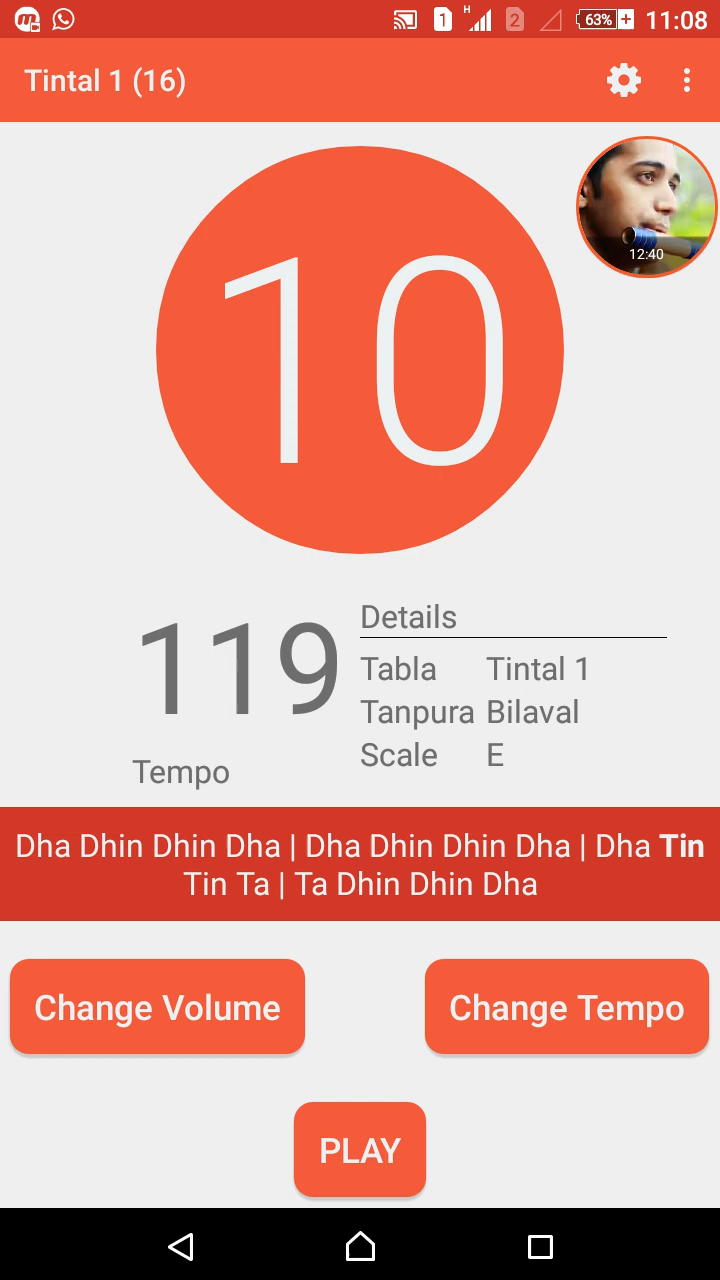 1 H 2 63% 11:08
Tintal 1 (16)
12:40
10
119
Tempo
Details
Tabla Tintal 1
Tanpura Bilaval
Scale E
Dha Dhin Dhin Dha | Dha Dhin Dhin Dha | Dha Tin
Tin Ta | Ta Dhin Dhin Dha
Change Volume
Change Tempo
PLAY